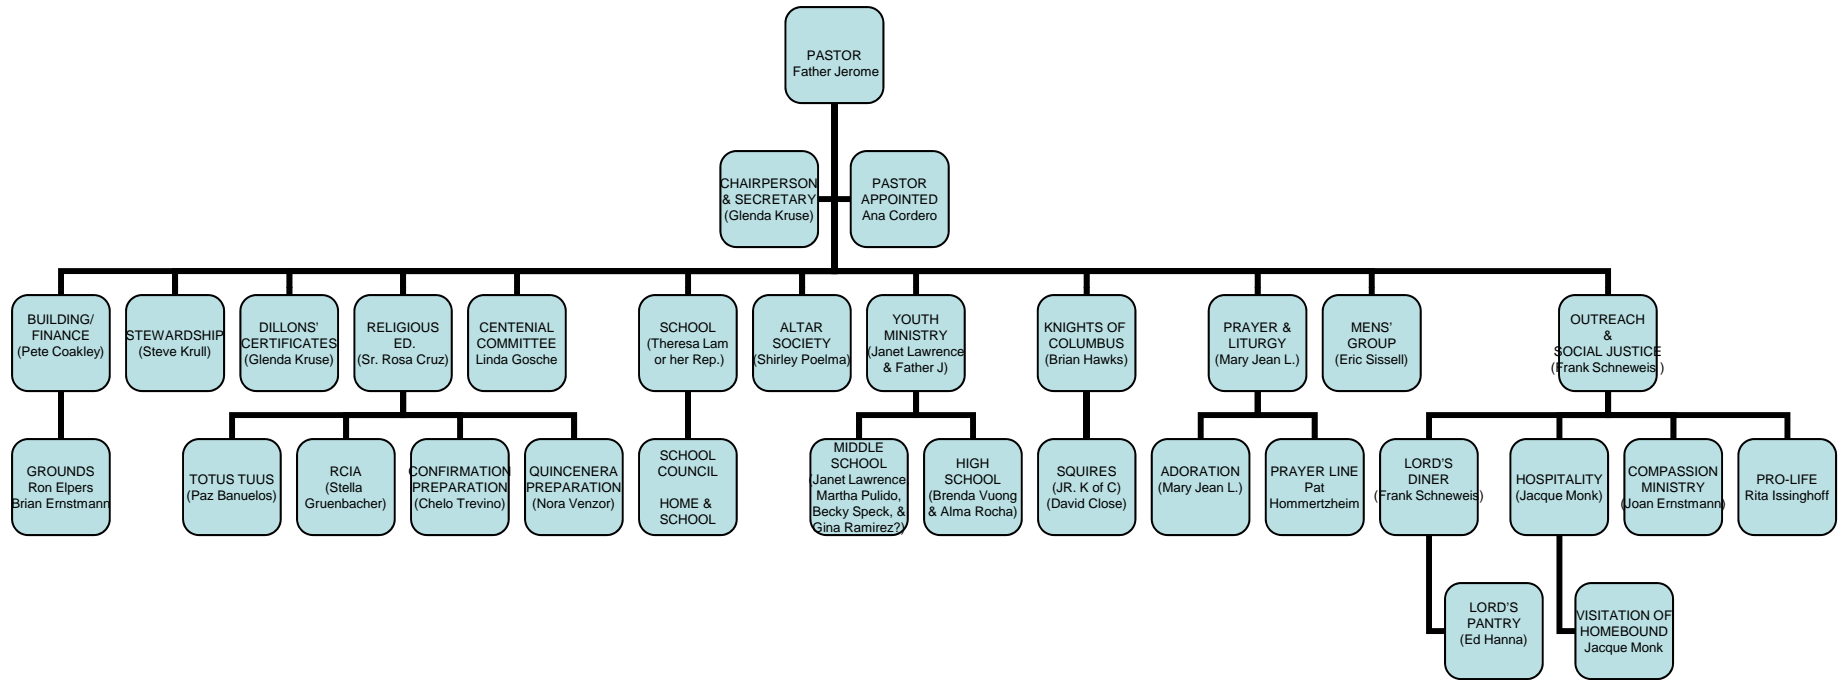 PASTOR
Father Jerome
CHAIRPERSON
& SECRETARY
(Glenda Kruse)
PASTOR
APPOINTED
Ana Cordero
BUILDING/
FINANCE
(Pete Coakley)
STEWARDSHIP
(Steve Krull)
DILLONS’
CERTIFICATES
(Glenda Kruse)
RELIGIOUS
ED.
(Sr. Rosa Cruz)
CENTENIAL
COMMITTEE
Linda Gosche
SCHOOL
(Theresa Lam
or her Rep.)
ALTAR
SOCIETY
(Shirley Poelma)
YOUTH
MINISTRY
(Janet Lawrence
& Father J)
KNIGHTS OF
COLUMBUS
(Brian Hawks)
PRAYER &
LITURGY
(Mary Jean L.)
MENS’
GROUP
(Eric Sissell)
OUTREACH
&
SOCIAL JUSTICE
(Frank Schneweis )
GROUNDS
Ron Elpers
Brian Ernstmann
TOTUS TUUS
(Paz Banuelos)
RCIA
(Stella
Gruenbacher)
CONFIRMATION
PREPARATION
(Chelo Trevino)
QUINCENERA
PREPARATION
(Nora Venzor)
SCHOOL
COUNCIL
HOME &
SCHOOL
MIDDLE
SCHOOL
(Janet Lawrence
Martha Pulido,
Becky Speck, &
Gina Ramirez?)
HIGH
SCHOOL
(Brenda Vuong
& Alma Rocha)
SQUIRES
(JR. K of C)
(David Close)
ADORATION
(Mary Jean L.)
PRAYER LINE
Pat
Hommertzheim
LORD’S
DINER
(Frank Schneweis)
HOSPITALITY
(Jacque Monk)
COMPASSION
MINISTRY
(Joan Ernstmann)
PRO-LIFE
Rita Issinghoff
LORD’S
PANTRY
(Ed Hanna)
VISITATION OF
HOMEBOUND
Jacque Monk